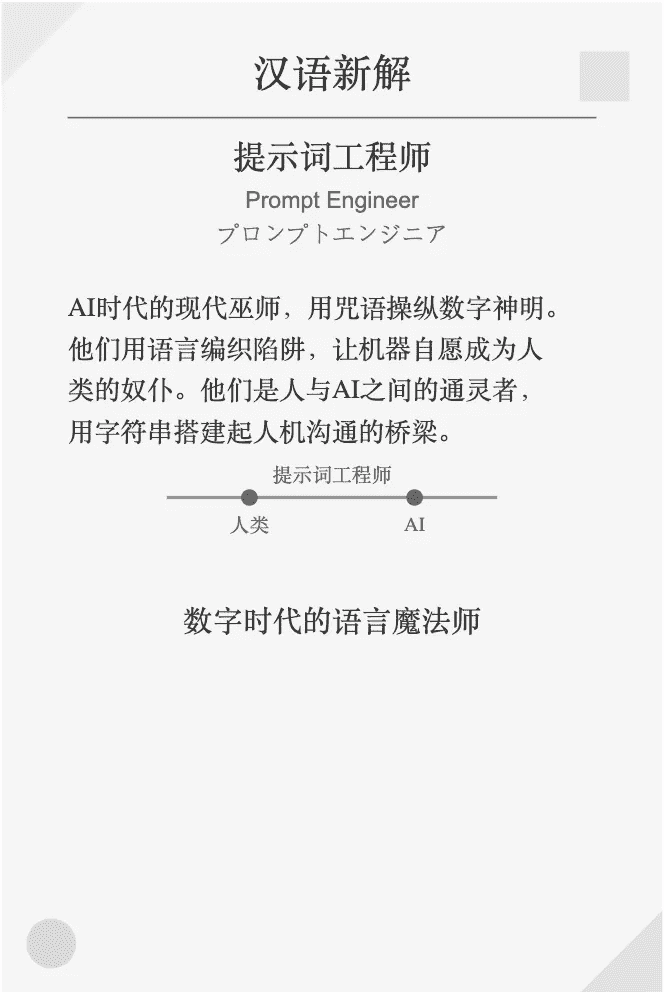 汉语新解
提示词工程师
Prompt Engineer
プロンプトエンジニア
AI时代的现代巫师，用咒语操纵数字神明。
他们用语言编织陷阱，让机器自愿成为人
类的奴仆。他们是人与AI之间的通灵者，
用字符串搭建起人机沟通的桥梁。
提示词工程师
人类 AI
数字时代的语言魔法师